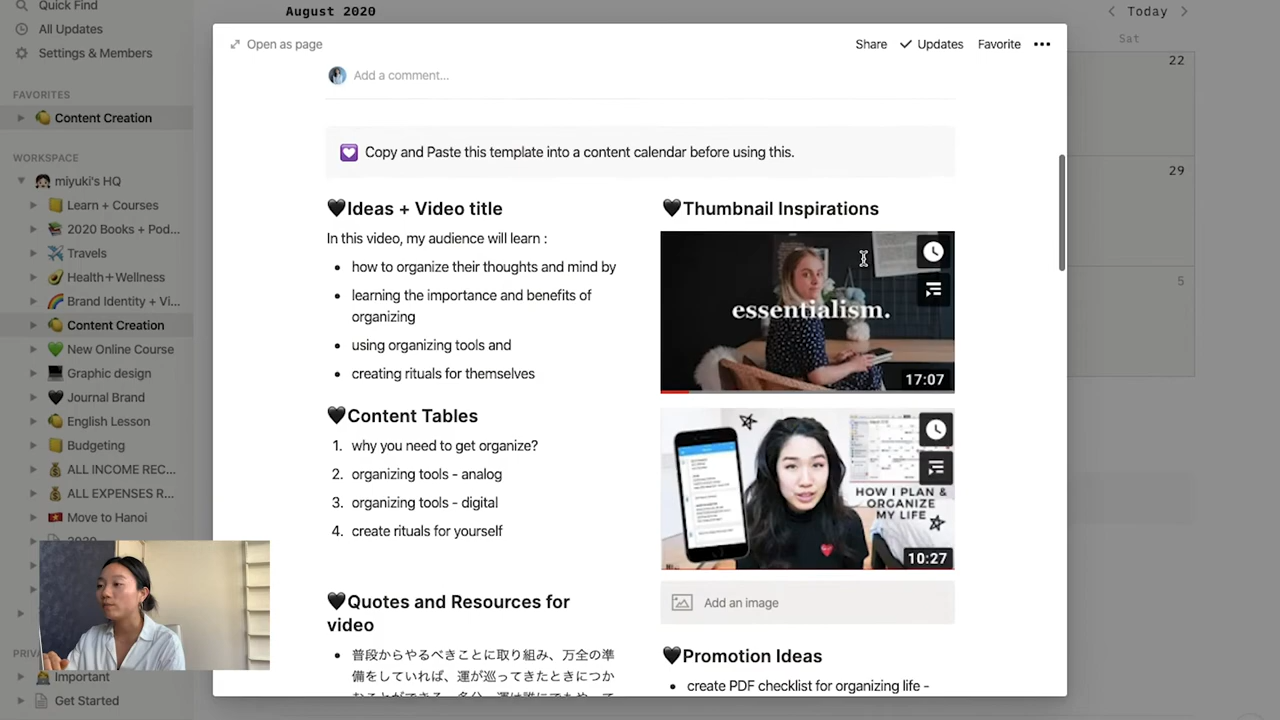 Quick Find
All Updates
Settings & Members
FAVORITES
Content Creation
WORKSPACE
miyuki's HQ
Learn + Courses
2020 Books + Pod...
Travels
Health+Wellness
Brand Identity + Vi...
Content Creation
New Online Course
Graphic design
Journal Brand
English Lesson
Budgeting
ALL INCOME REC...
ALL EXPENSES R...
Move to Hanoi
2020
Important
Get Started
August 2020
Today
Sat
22
29
5
Open as page
Share
Updates
Favorite
Add a comment...
Copy and Paste this template into a content calendar before using this.
Ideas + Video title
In this video, my audience will learn :
how to organize their thoughts and mind by
learning the importance and benefits of
organizing
using organizing tools and
creating rituals for themselves
Content Tables
1. why you need to get organize?
2. organizing tools - analog
3. organizing tools - digital
4. create rituals for yourself
Quotes and Resources for
video
普段からやるべきことに取り組み、万全の準
備をしていれば、運が巡ってきたときにつか
Thumbnail Inspirations
essentialism.
17:07
HOW I PLAN &
ORGANIZE
MY LIFE
10:27
Add an image
Promotion Ideas
create PDF checklist for organizing life -